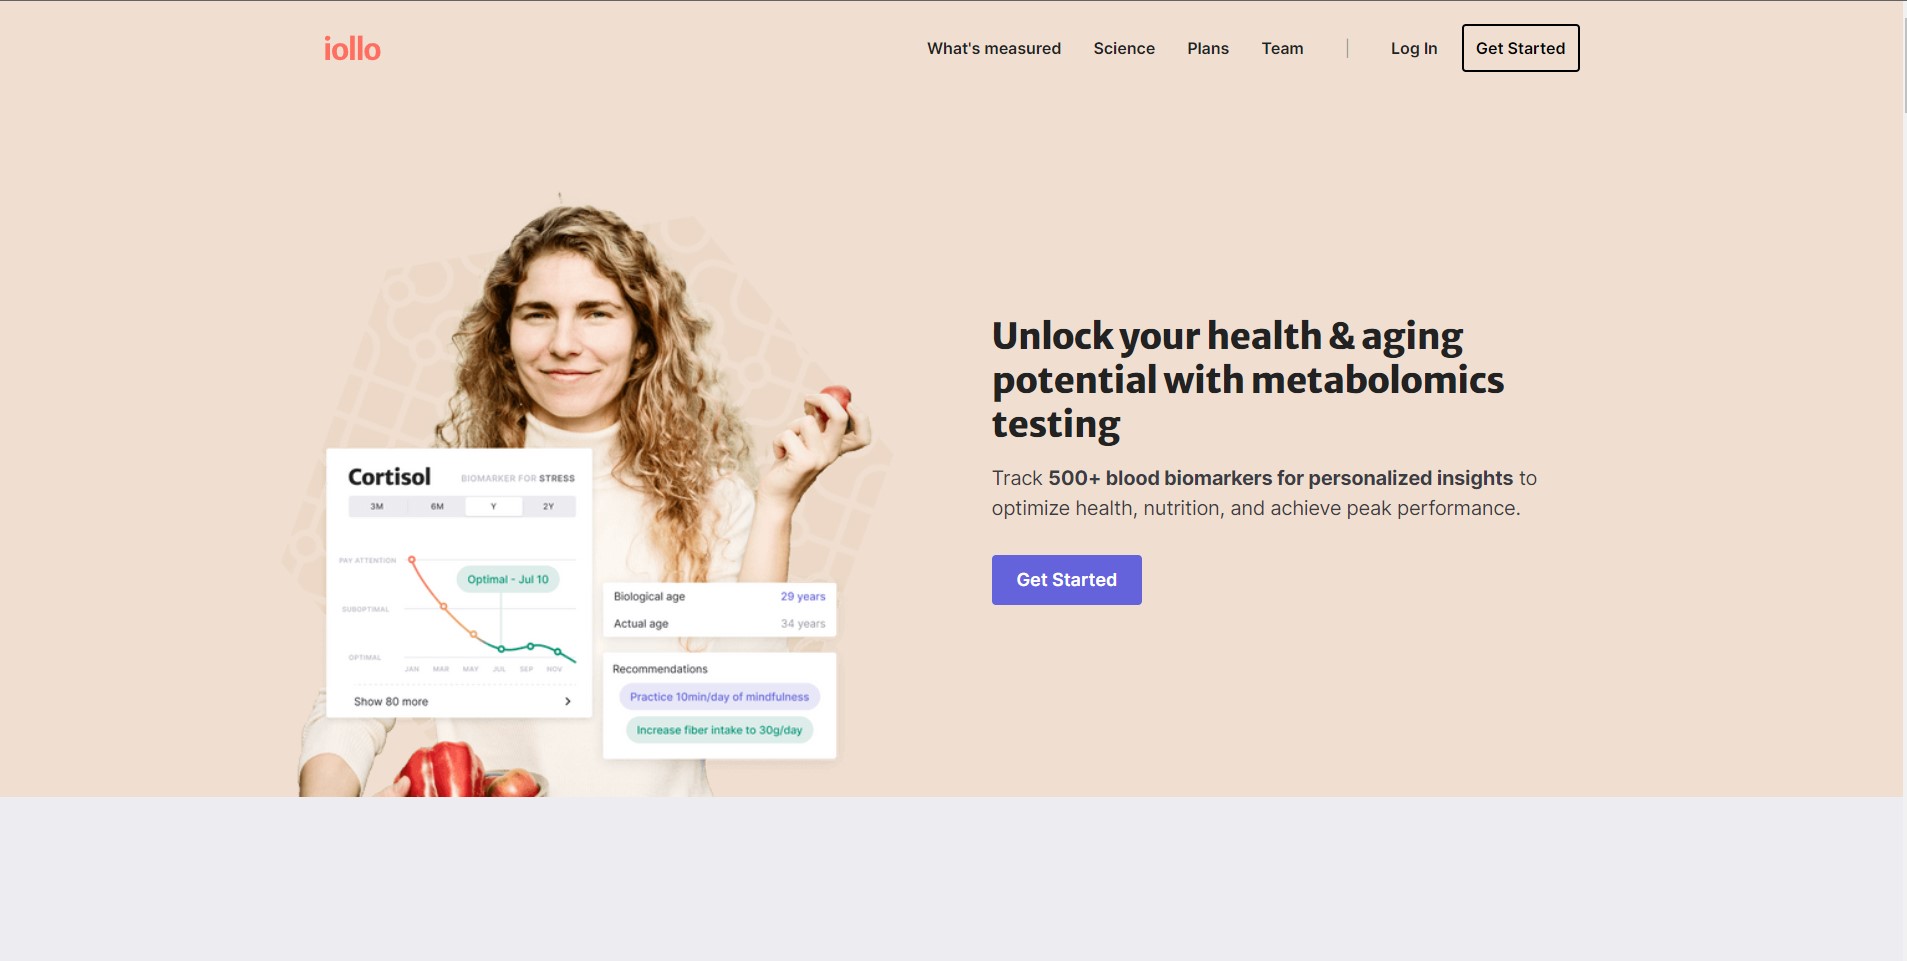 iollo
What's measured
Science
Plans
Team
Log In
Get Started
Unlock your health & aging
potential with metabolomics
testing
Track 500+ blood biomarkers for personalized insights to
optimize health, nutrition, and achieve peak performance.
Get Started
Cortisol
BIOMARKER FOR STRESS
3M
6M
Y
2Y
PAY ATTENTION
Optimal - Jul 10
SUBOPTIMAL
OPTIMAL
JAN MAR MAY JUL SEP NOV
Show 80 more
Biological age 29 years
Actual age 34 years
Recommendations
Practice 10min/day of mindfulness
Increase fiber intake to 30g/day